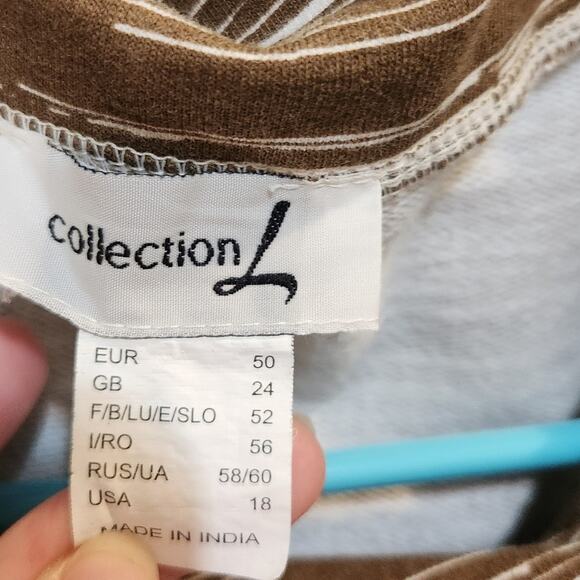 collection L
EUR 50
GB 24
F/B/LU/E/SLO 52
I/RO 56
RUS/UA 58/60
USA 18
MADE IN INDIA